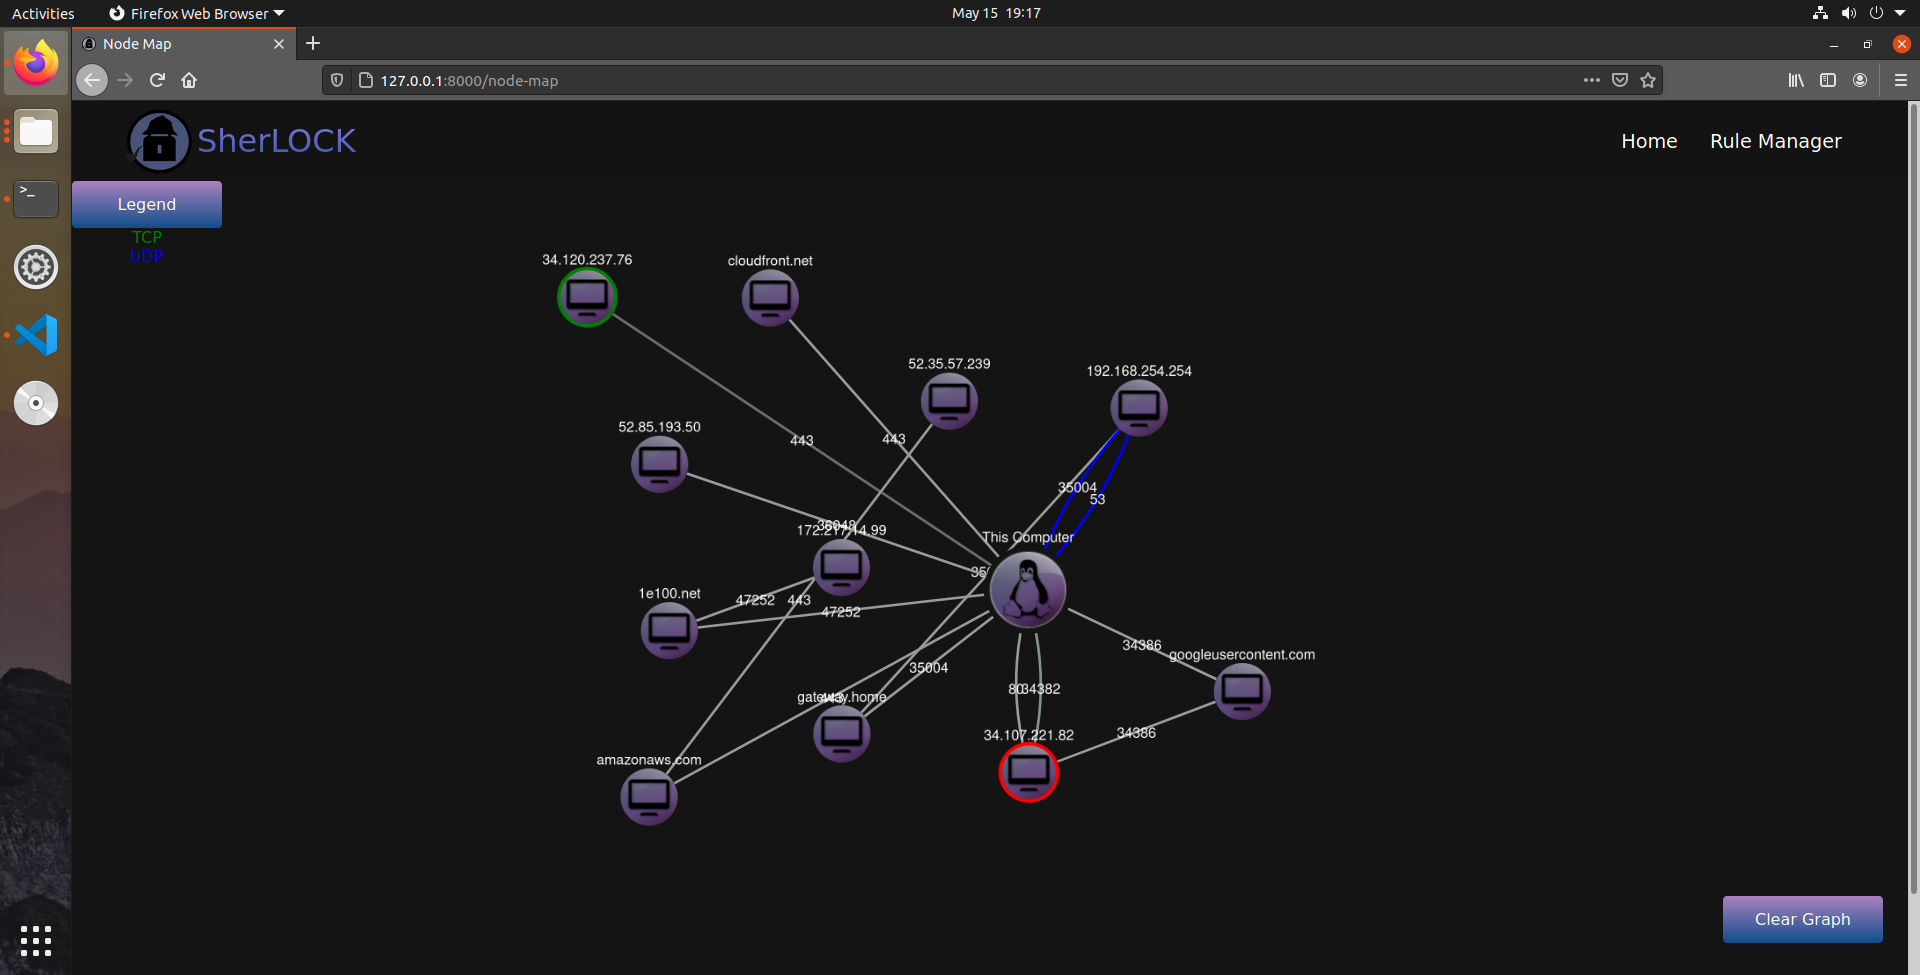 Activities
Firefox Web Browser
May 15 19:17
Node Map
127.0.0.1:8000/node-map
SherLOCK
Home
Rule Manager
Legend
TCP
UDP
34.120.237.76
cloudfront.net
52.35.57.239
192.168.254.254
52.85.193.50
443
443
35004
53
36048
172.217.14.99
This Computer
1e100.net
47252
443
47252
35004
34386
googleusercontent.com
80
34382
gateway.home
443
34.107.221.82
34386
amazonaws.com
Clear Graph
>_